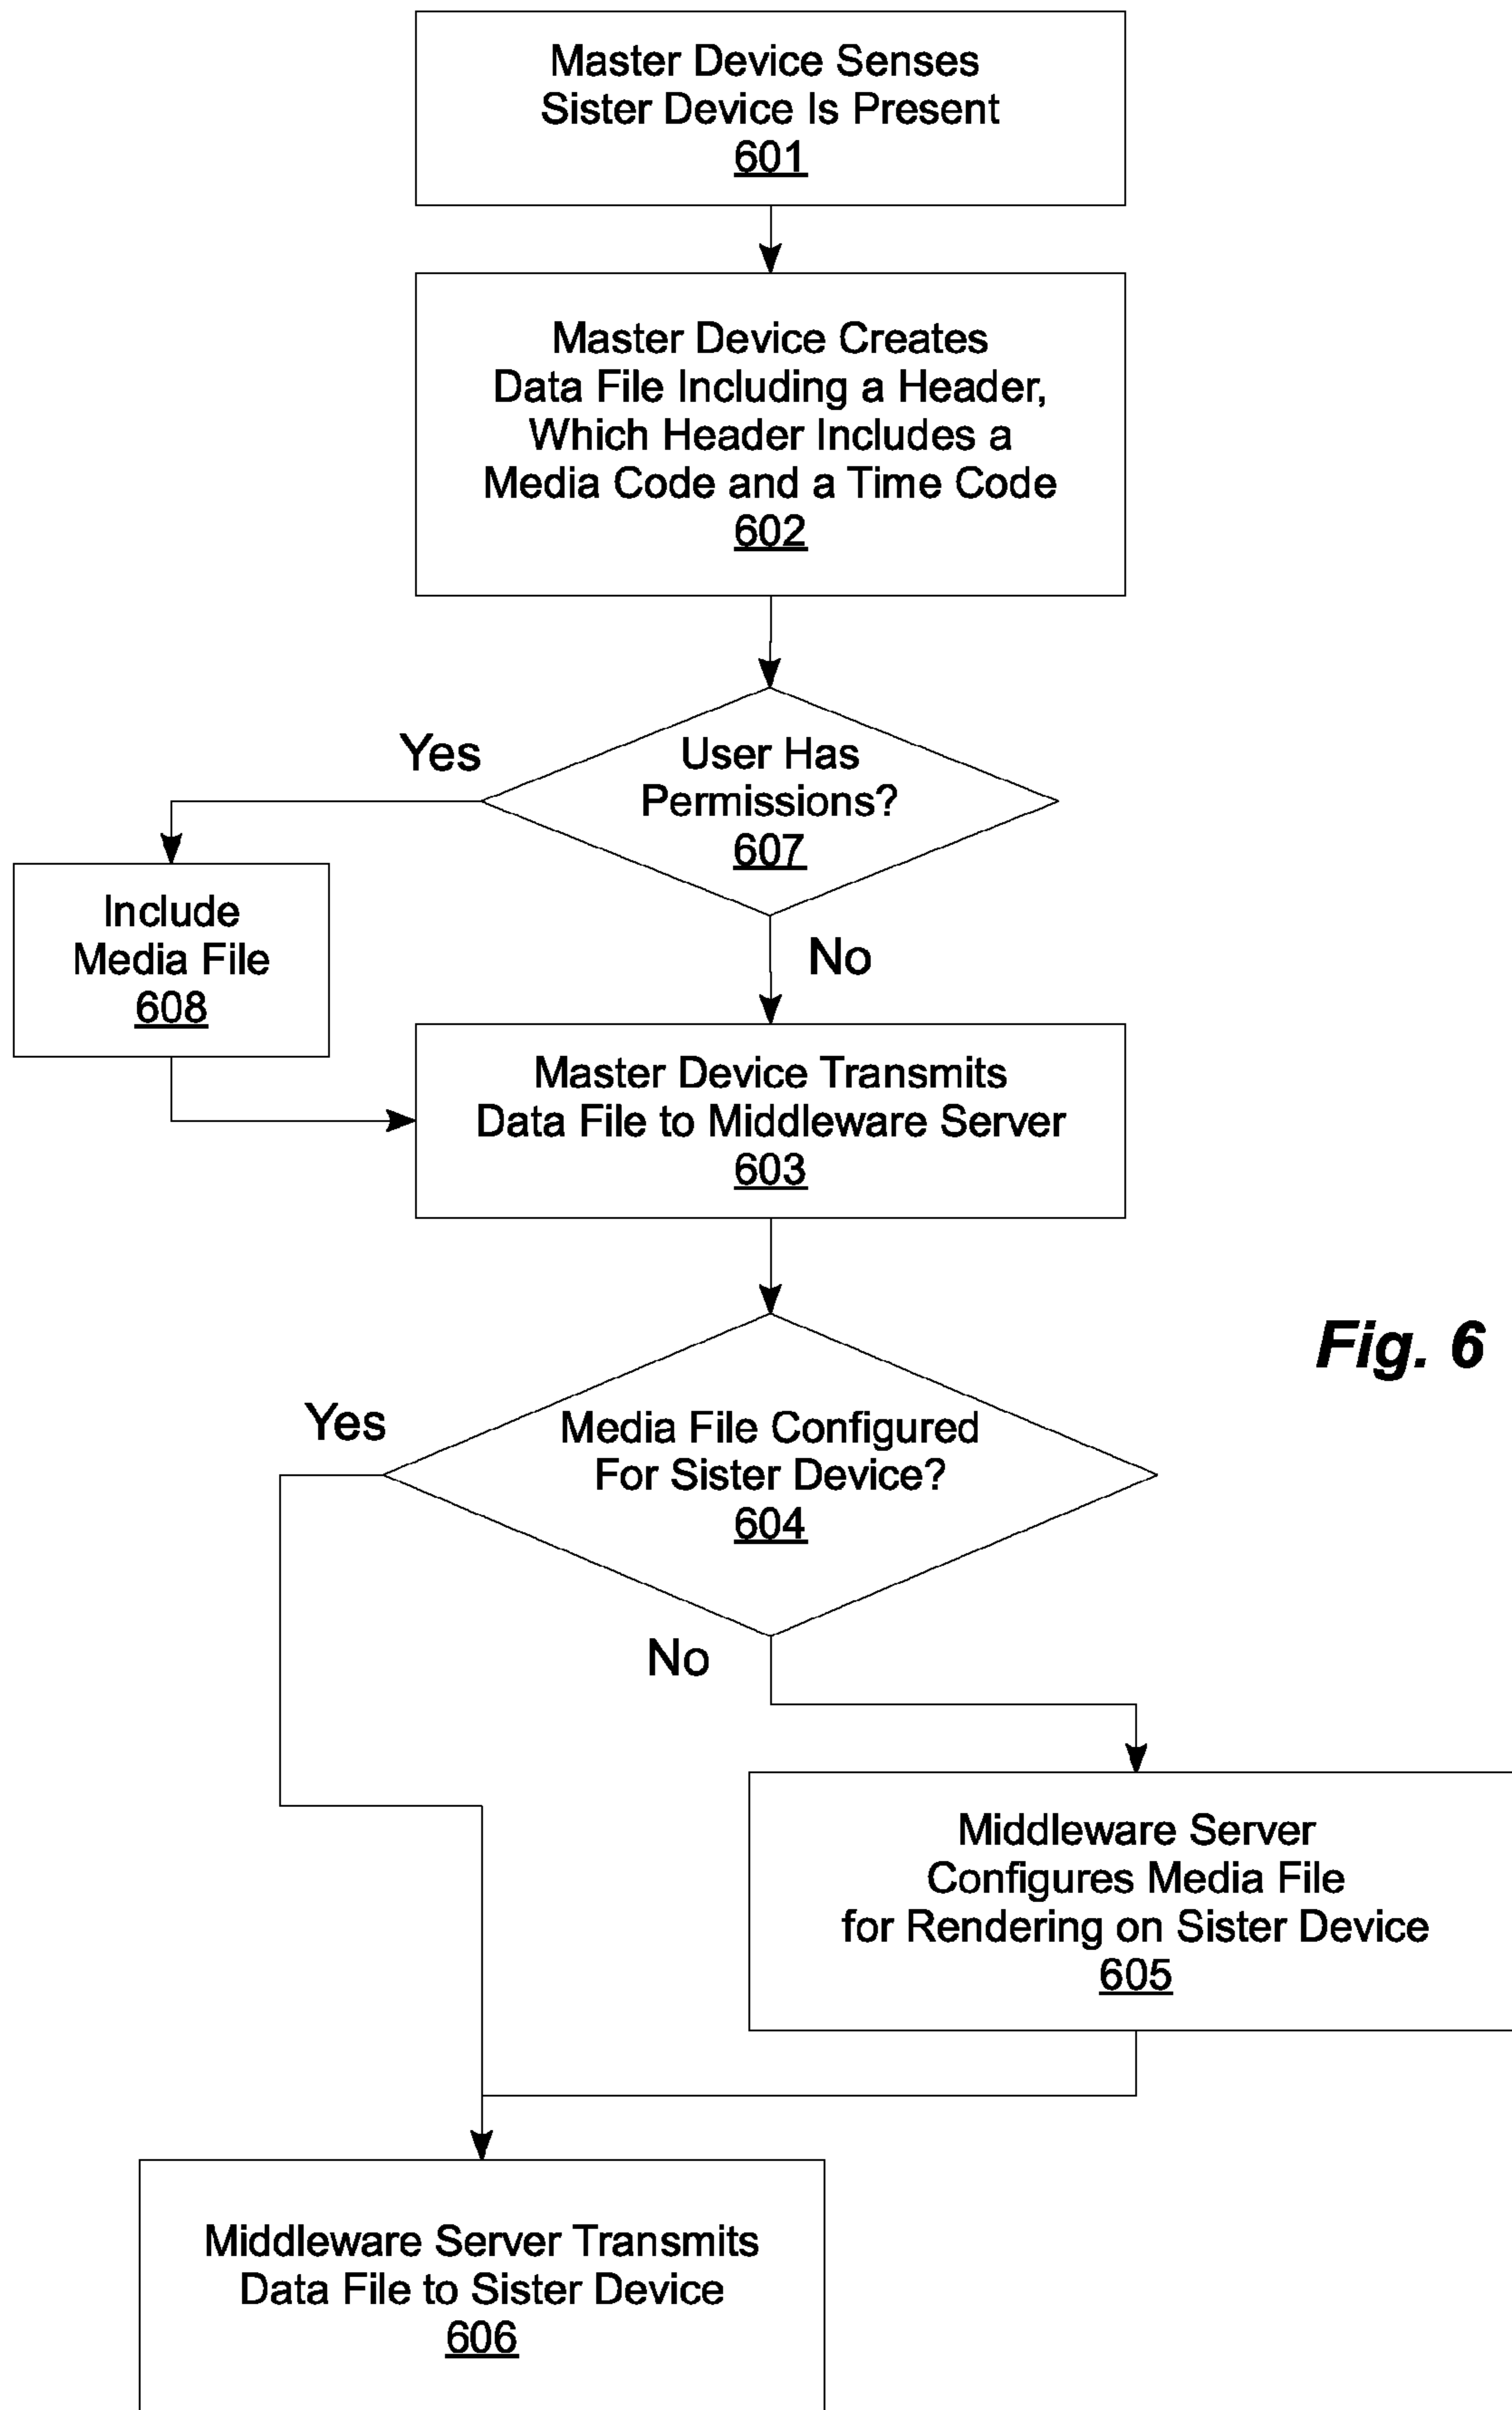 Master Device Senses
Sister Device Is Present
601
Master Device Creates
Data File Including a Header,
Which Header Includes a
Media Code and a Time Code
602
Yes
User Has
Permissions?
607
Include
Media File
608
No
Master Device Transmits
Data File to Middleware Server
603
Fig. 6
Yes
Media File Configured
For Sister Device?
604
No
Middleware Server
Configures Media File
for Rendering on Sister Device
605
Middleware Server Transmits
Data File to Sister Device
606